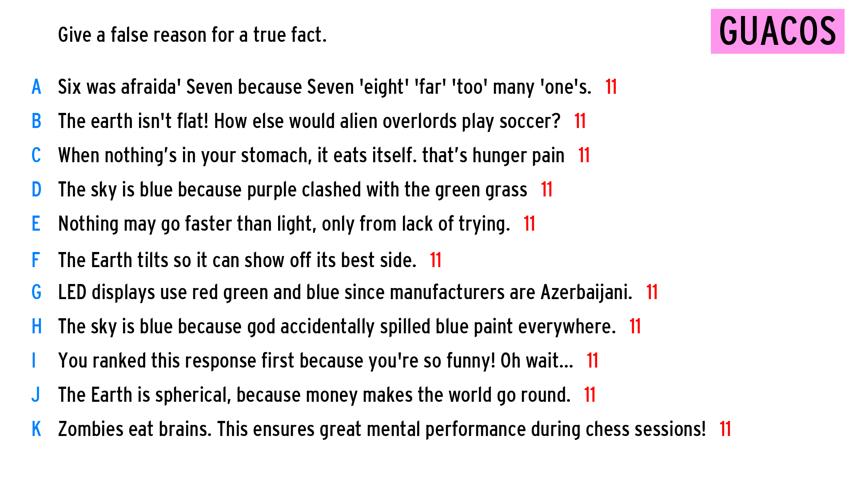 Give a false reason for a true fact.
GUACOS
A Six was afraida' Seven because Seven 'eight' 'far' 'too' many 'one's. 11
B The earth isn't flat! How else would alien overlords play soccer? 11
C When nothing’s in your stomach, it eats itself. that’s hunger pain 11
D The sky is blue because purple clashed with the green grass 11
E Nothing may go faster than light, only from lack of trying. 11
F The Earth tilts so it can show off its best side. 11
G LED displays use red green and blue since manufacturers are Azerbaijani. 11
H The sky is blue because god accidentally spilled blue paint everywhere. 11
I You ranked this response first because you're so funny! Oh wait... 11
J The Earth is spherical, because money makes the world go round. 11
K Zombies eat brains. This ensures great mental performance during chess sessions! 11